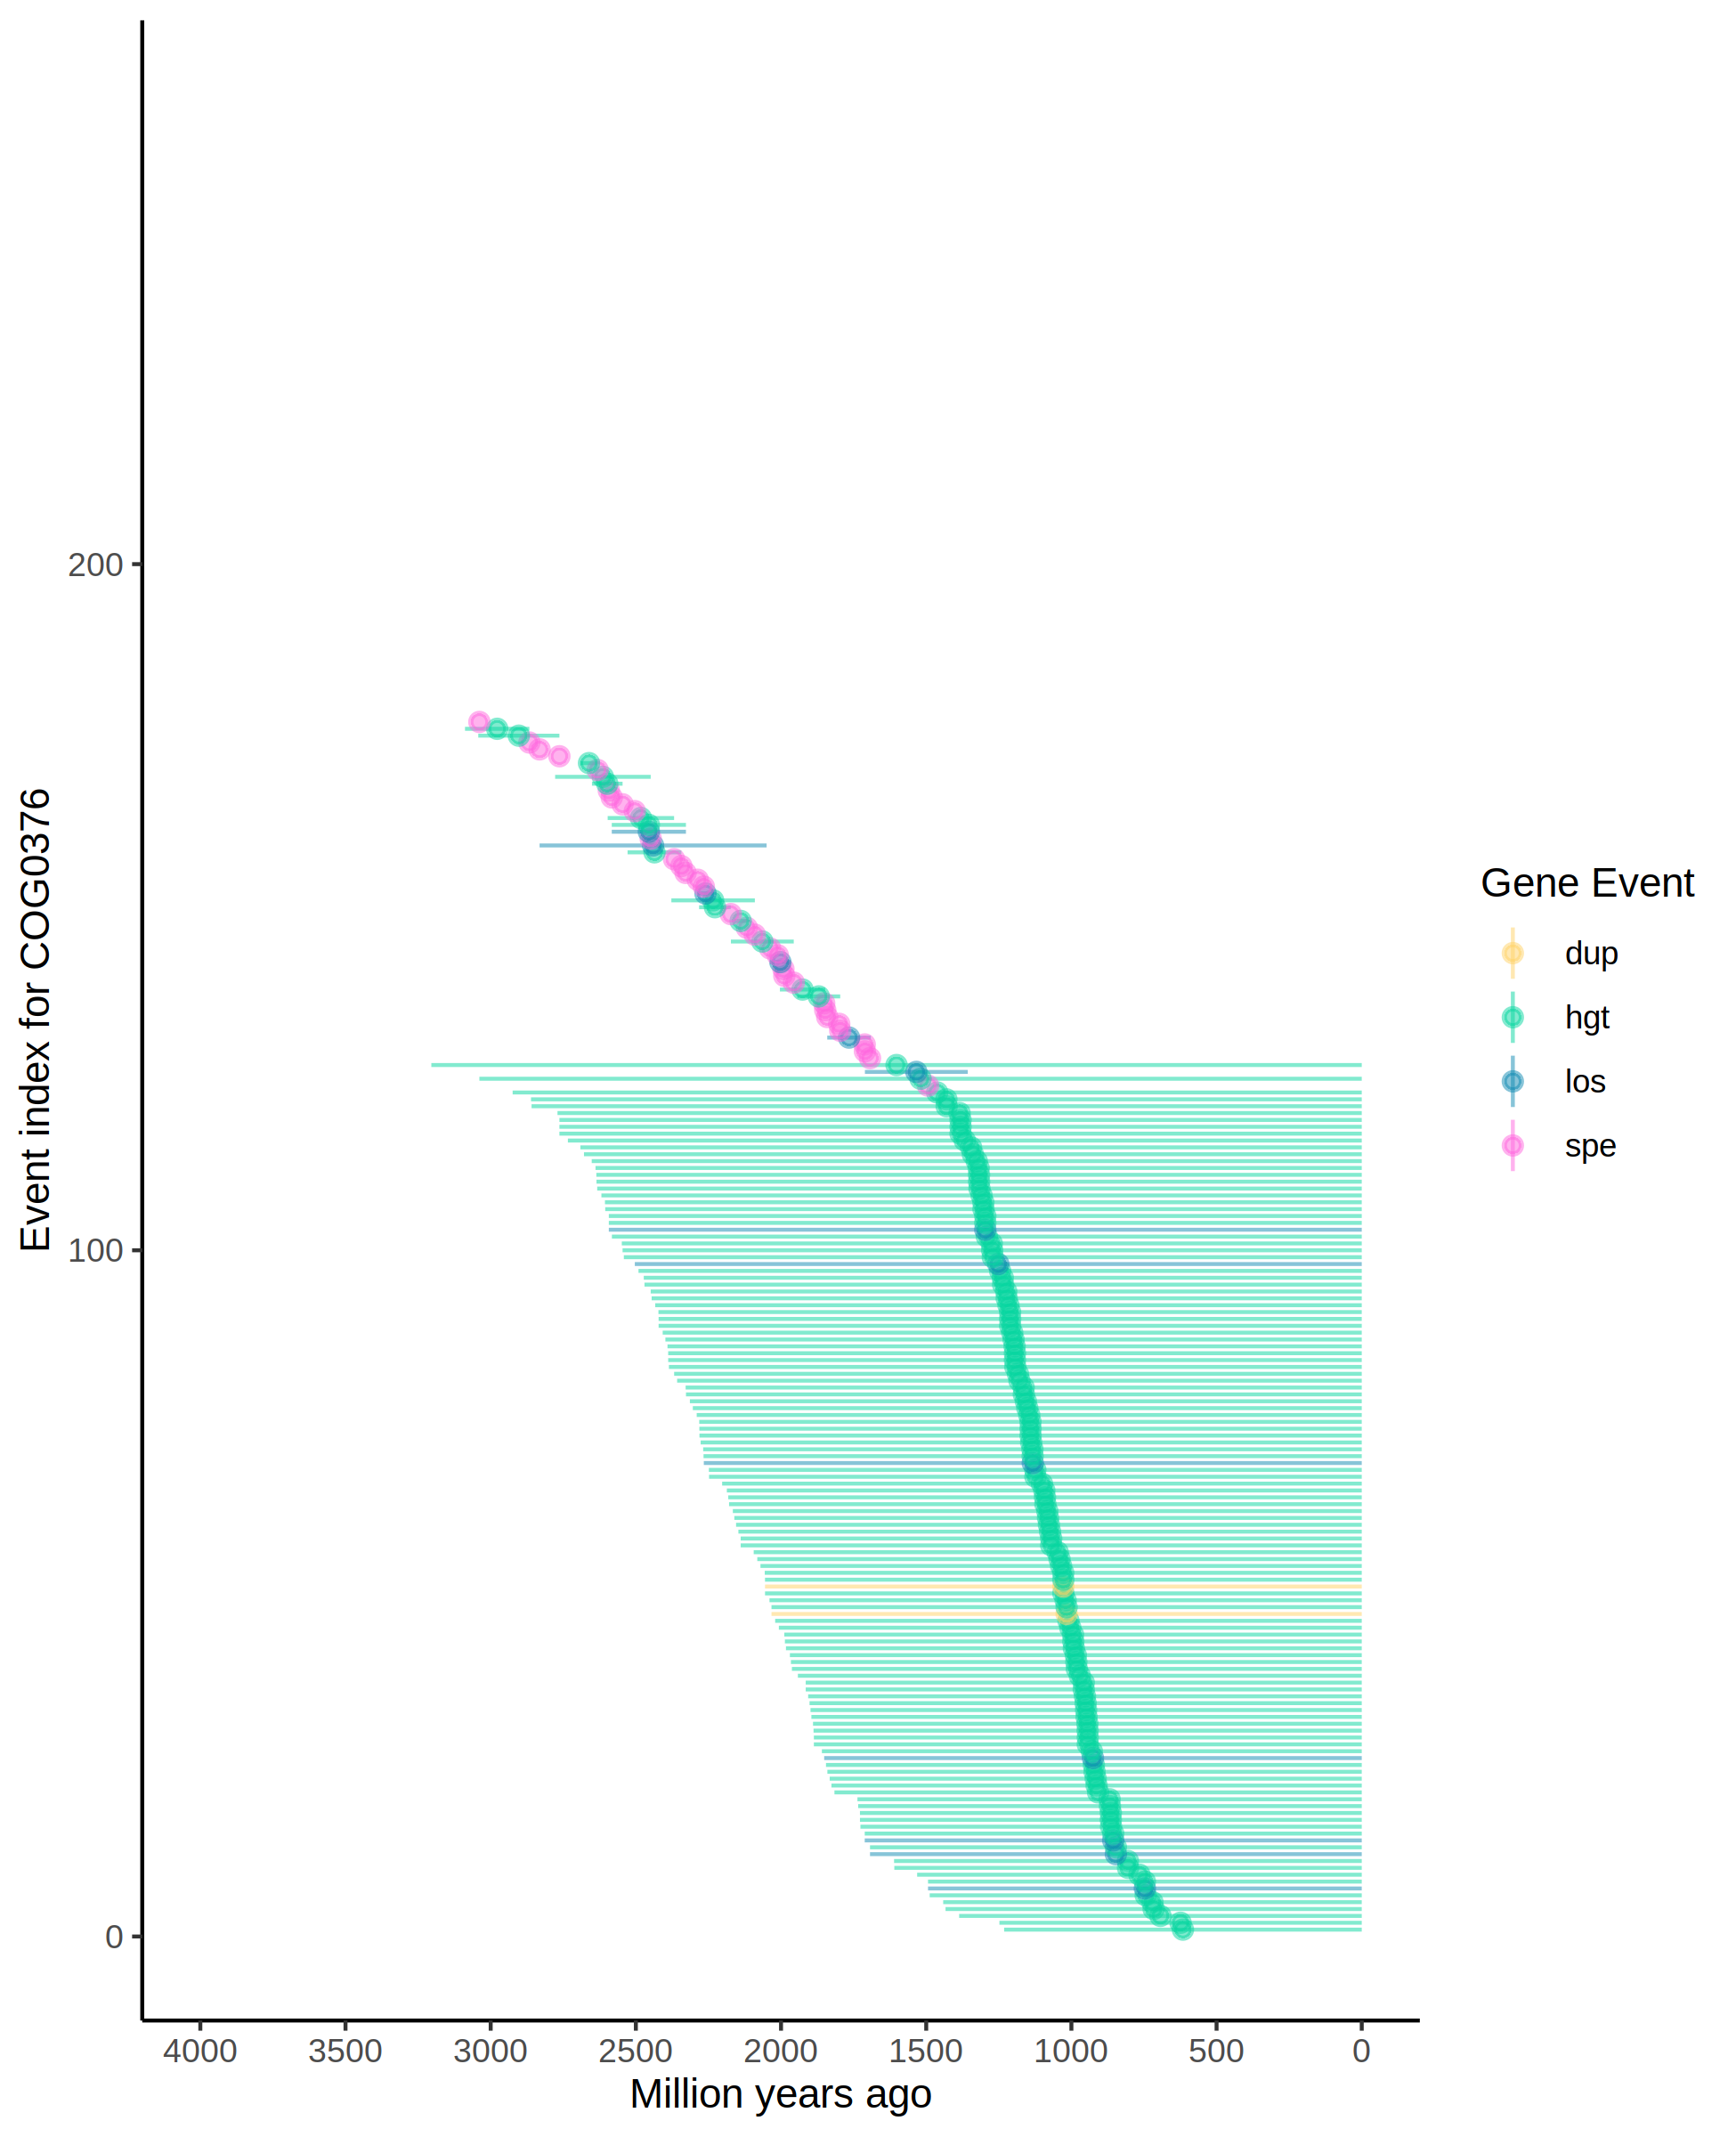 Event index for COG0376
200
100
0
4000 3500 3000 2500 2000 1500 1000 500 0
Million years ago
Gene Event
dup
hgt
los
spe